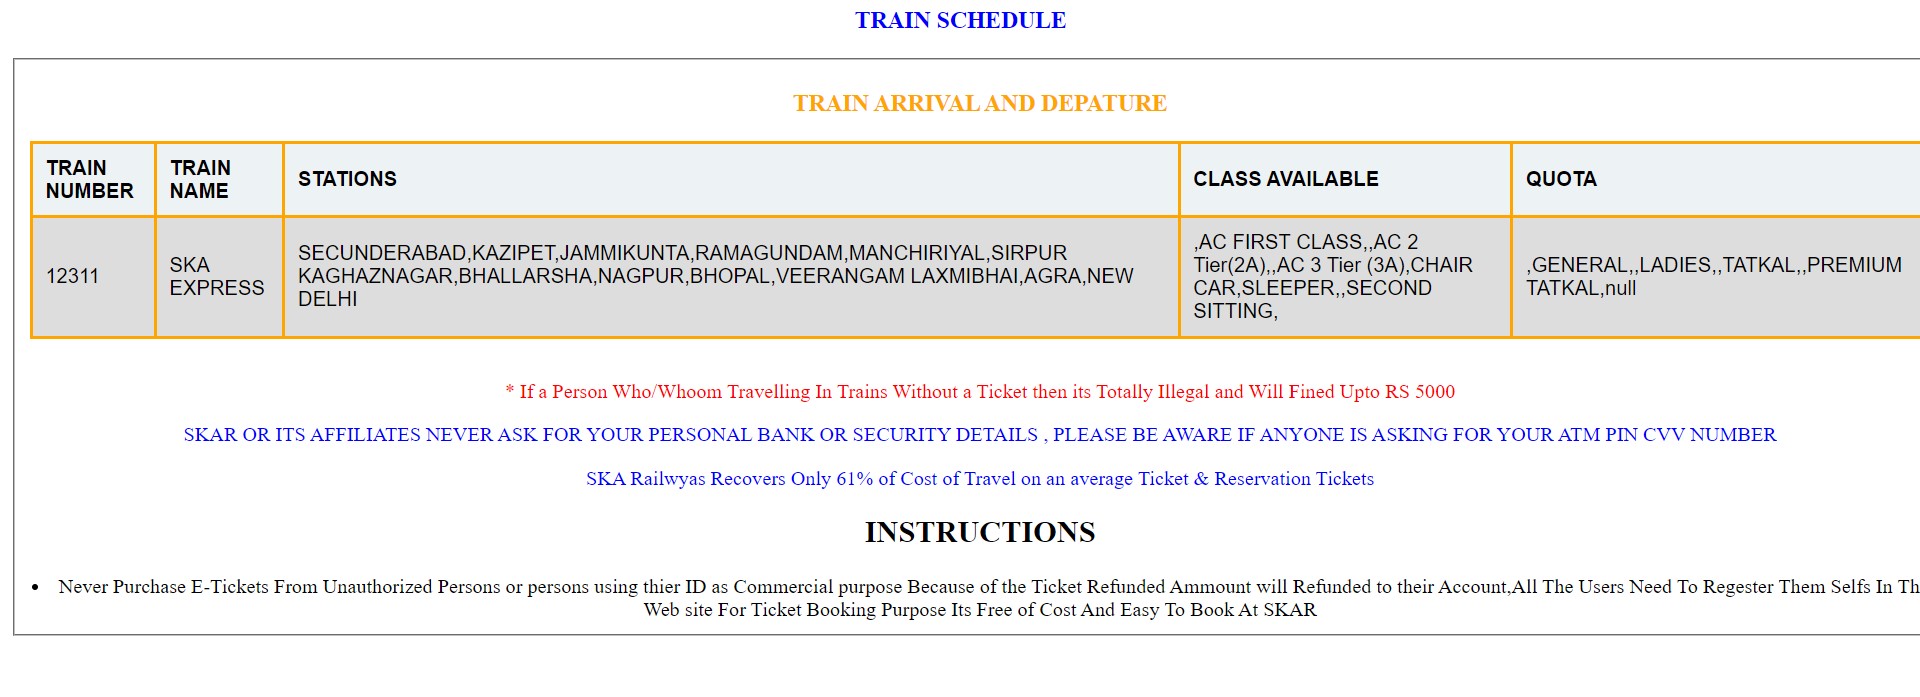 TRAIN SCHEDULE
TRAIN ARRIVAL AND DEPATURE
TRAIN NUMBER
TRAIN NAME
STATIONS
CLASS AVAILABLE
QUOTA
12311
SKA
EXPRESS
SECUNDERABAD,KAZIPET,JAMMIKUNTA,RAMAGUNDAM,MANCHIRIYAL,SIRPUR
KAGHAZNAGAR,BHALLARSHA,NAGPUR,BHOPAL,VEERANGAM LAXMIBHAI,AGRA,NEW
DELHI
,AC FIRST CLASS,,AC 2
Tier(2A),,AC 3 Tier (3A),CHAIR
CAR,SLEEPER,,SECOND
SITTING,
,GENERAL,,LADIES,,TATKAL,,PREMIUM
TATKAL,null
* If a Person Who/Whoom Travelling In Trains Without a Ticket then its Totally Illegal and Will Fined Upto RS 5000
SKAR OR ITS AFFILIATES NEVER ASK FOR YOUR PERSONAL BANK OR SECURITY DETAILS , PLEASE BE AWARE IF ANYONE IS ASKING FOR YOUR ATM PIN CVV NUMBER
SKA Railwyas Recovers Only 61% of Cost of Travel on an average Ticket & Reservation Tickets
INSTRUCTIONS
• Never Purchase E-Tickets From Unauthorized Persons or persons using thier ID as Commercial purpose Because of the Ticket Refunded Ammount will Refunded to their Account,All The Users Need To Regester Them Selfs In Th
Web site For Ticket Booking Purpose Its Free of Cost And Easy To Book At SKAR